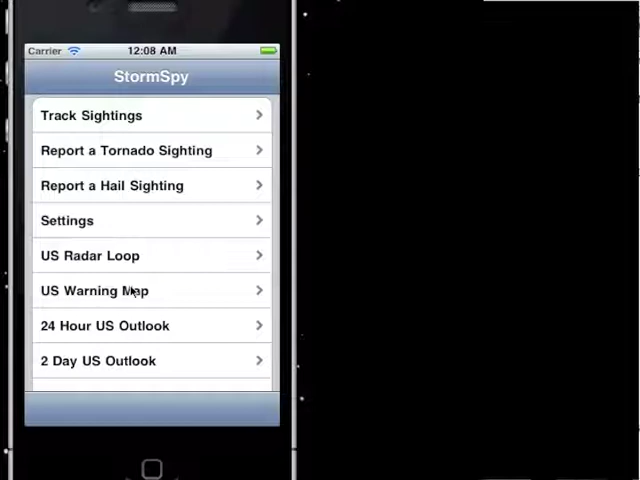 Carrier 12:08 AM
StormSpy
Track Sightings
Report a Tornado Sighting
Report a Hail Sighting
Settings
US Radar Loop
US Warning Map
24 Hour US Outlook
2 Day US Outlook